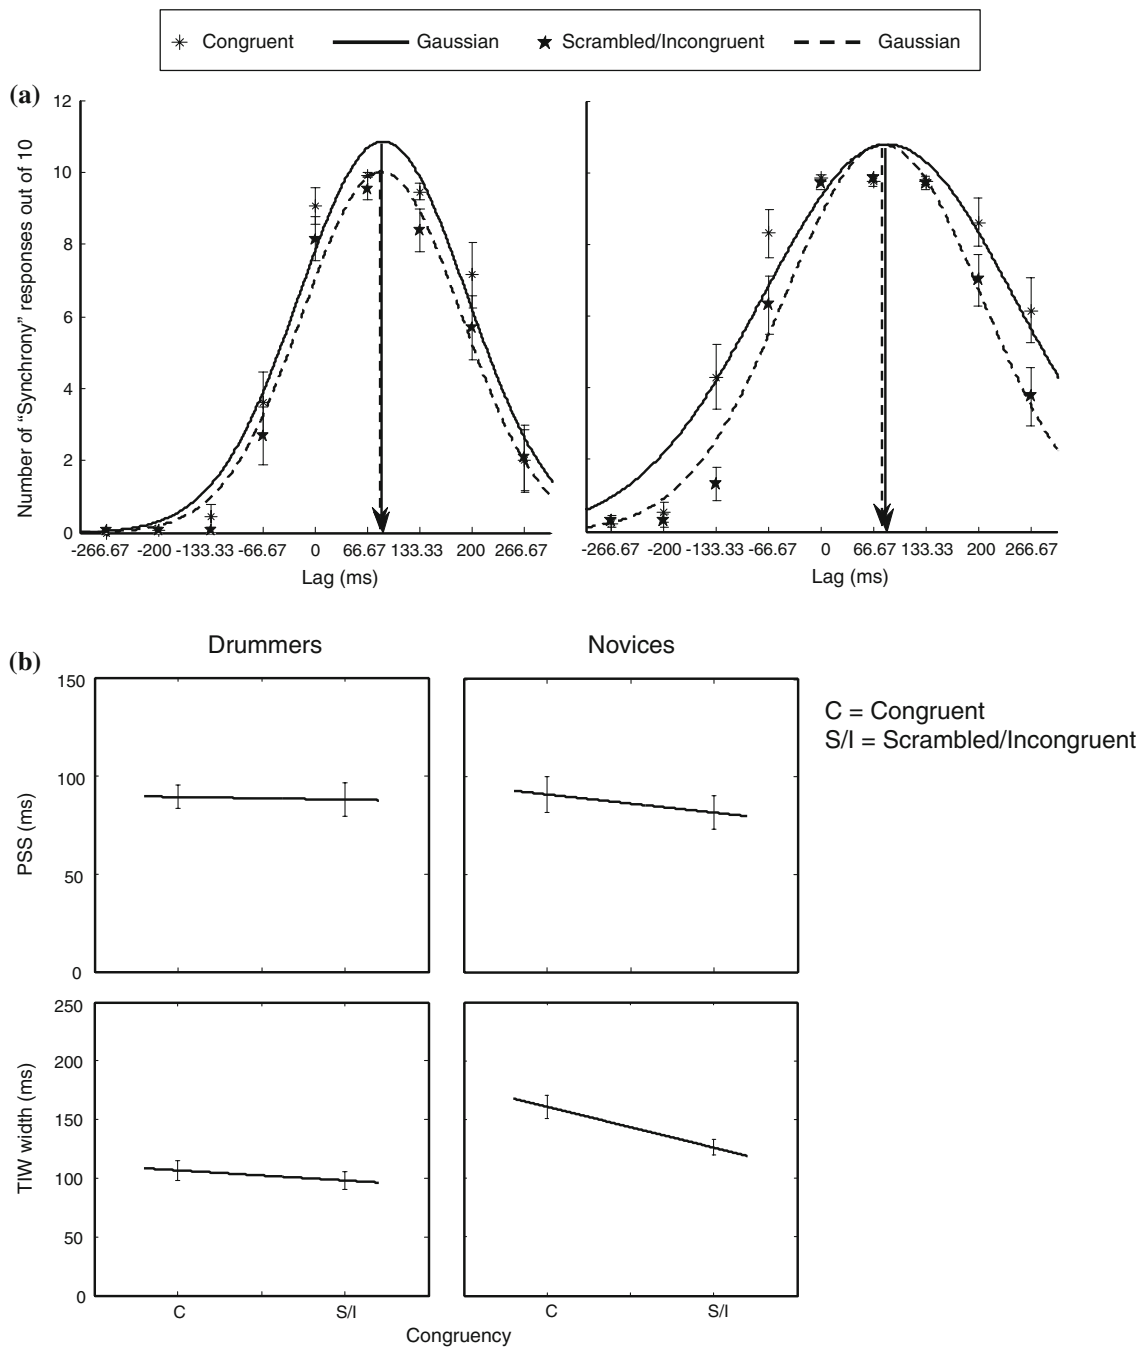 Congruent Gaussian Scrambled/Incongruent Gaussian
(a)
12
10
8
6
4
2
0
Number of “Synchrony” responses out of 10
-266.67 -200 -133.33 -66.67 0 66.67 133.33 200 266.67
Lag (ms)
-266.67 -200 -133.33 -66.67 0 66.67 133.33 200 266.67
Lag (ms)
(b)
Drummers Novices
150
100
50
0
PSS (ms)
C = Congruent
S/I = Scrambled/Incongruent
250
200
150
100
50
0
TIW width (ms)
C S/I C S/I
Congruency